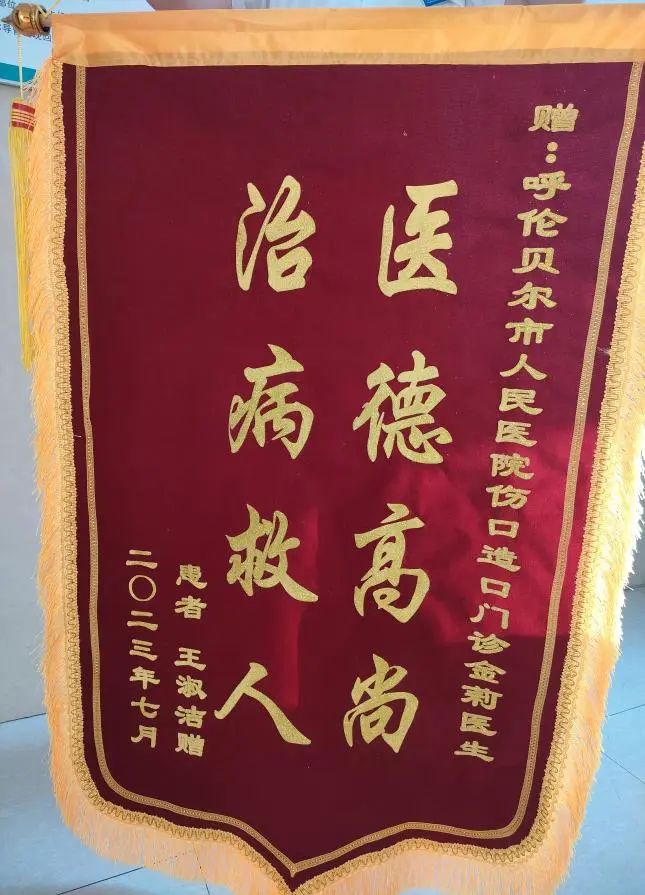 赠：呼伦贝尔市人民医院伤口造口门诊金莉医生
医德高尚
治病救人
患者 王淑洁赠
二〇二三年七月